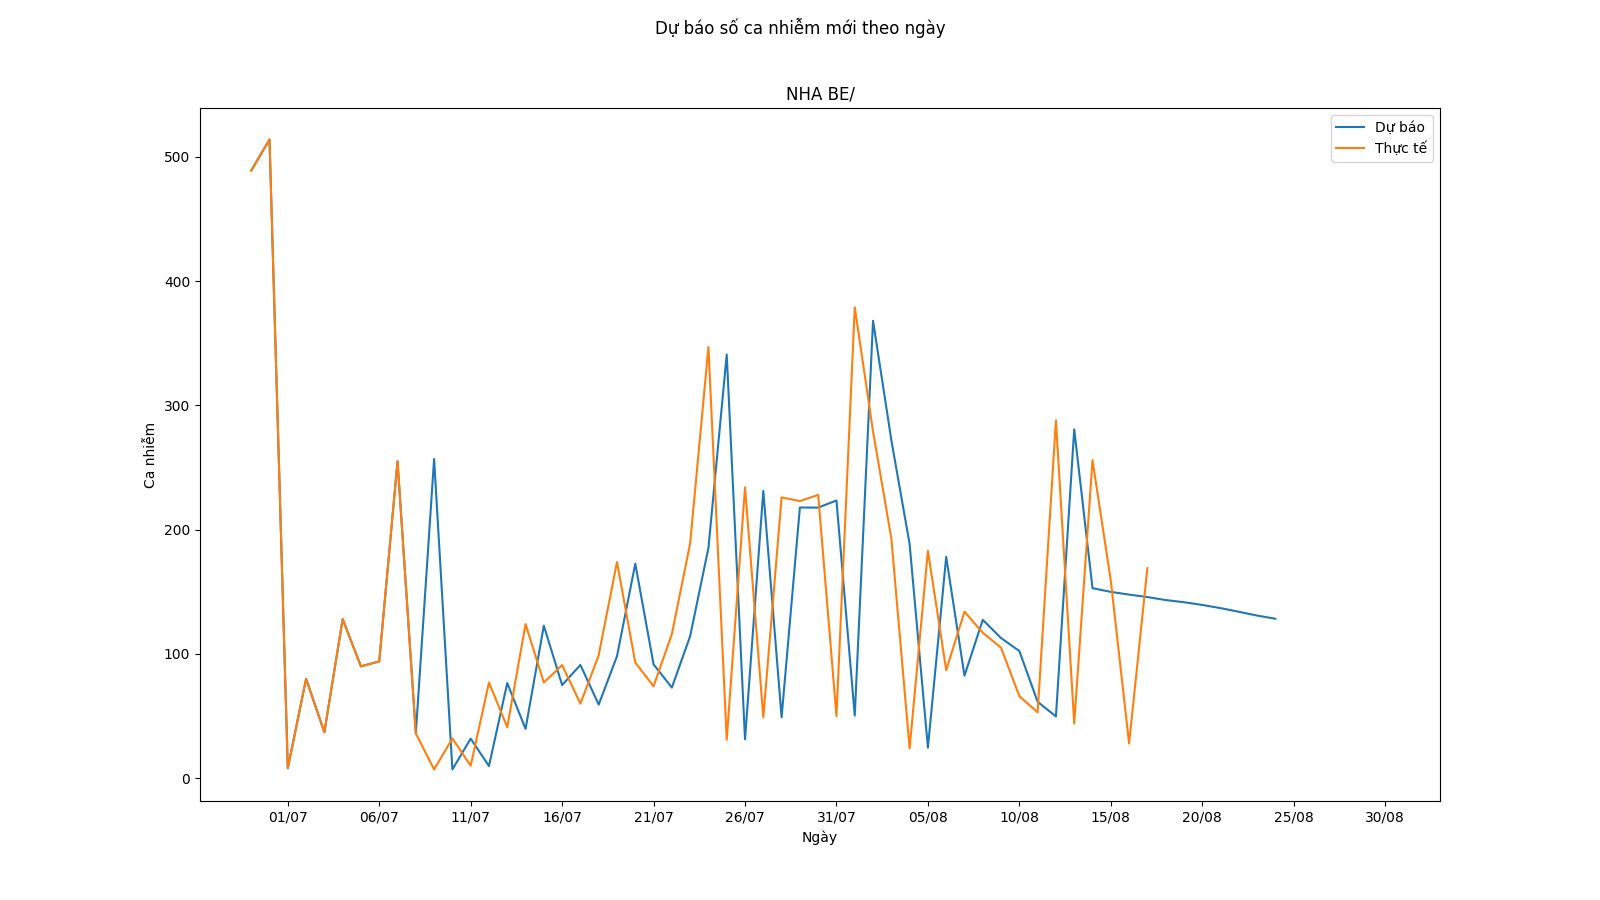 Dự báo số ca nhiễm mới theo ngày
NHA BE/
Dự báo
Thực tế
500
400
300
200
100
0
Ca nhiễm
01/07 06/07 11/07 16/07 21/07 26/07 31/07 05/08 10/08 15/08 20/08 25/08 30/08
Ngày